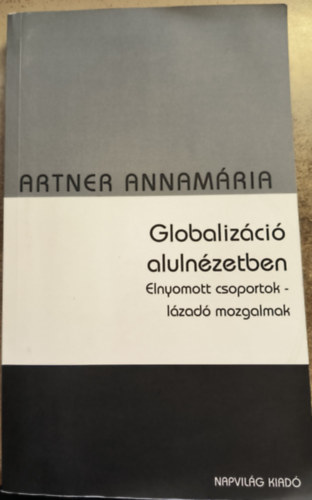 ARTNER ANNAMÁRIA
Globalizáció
alulnézetben
Elnyomott csoportok -
lázadó mozgalmak
NAPVILÁG KIADÓ